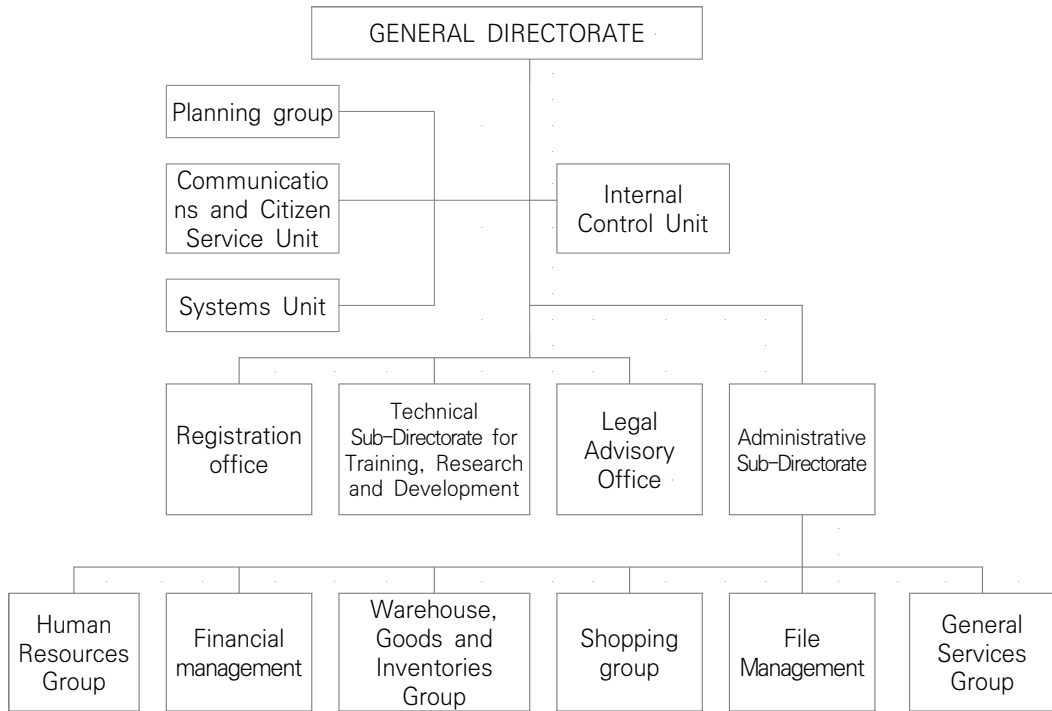 GENERAL DIRECTORATE
Planning group
Communicatio
ns and Citizen
Service Unit
Internal
Control Unit
Systems Unit
Registration
office
Technical
Sub-Directorate for
Training, Research
and Development
Legal
Advisory
Office
Administrative
Sub-Directorate
Human
Resources
Group
Financial
management
Warehouse,
Goods and
Inventories
Group
Shopping
group
File
Management
General
Services
Group